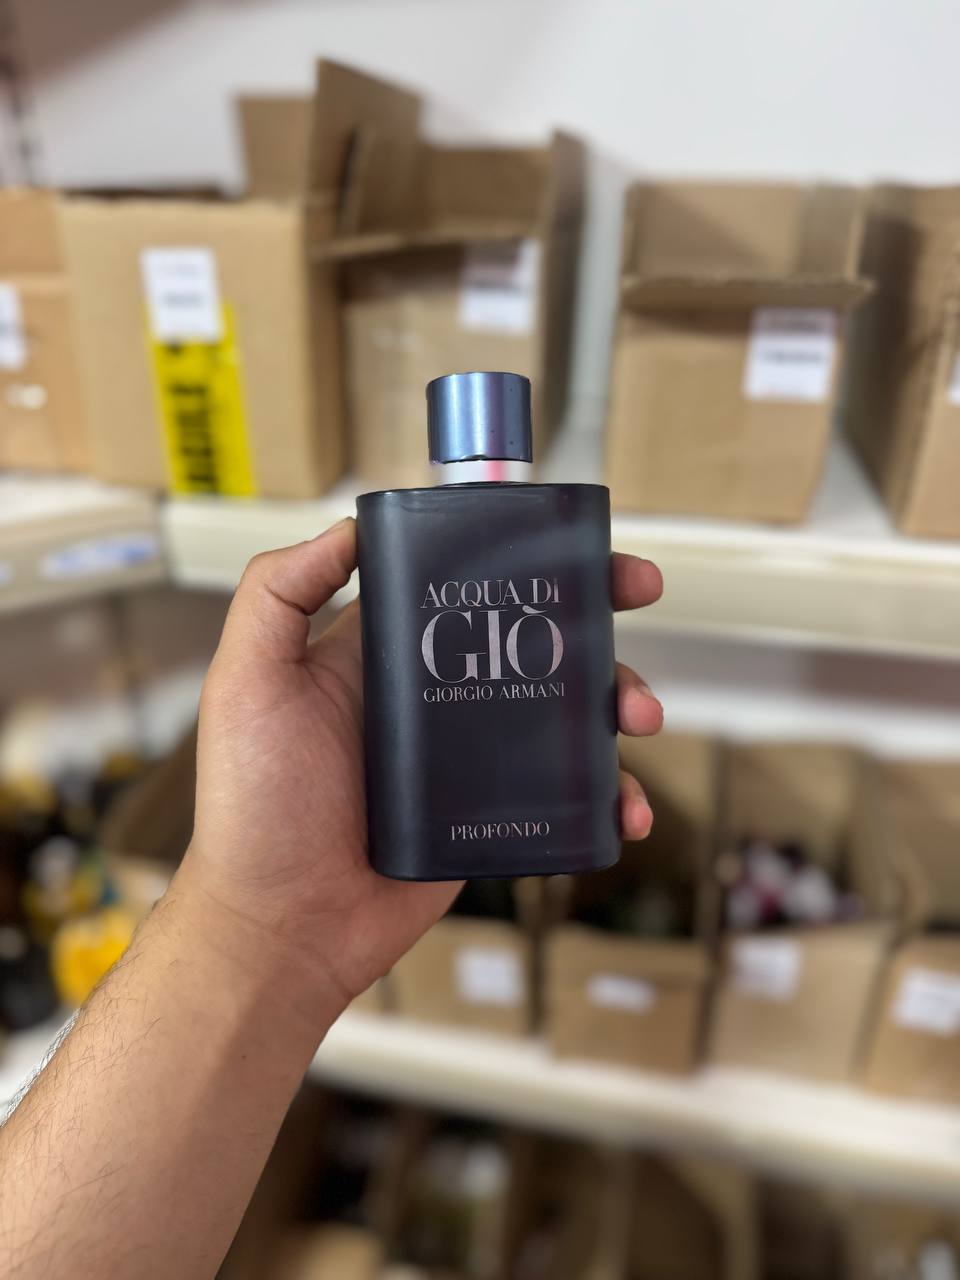 ACQUA DI
GIÒ
GIORGIO ARMANI
PROFONDO